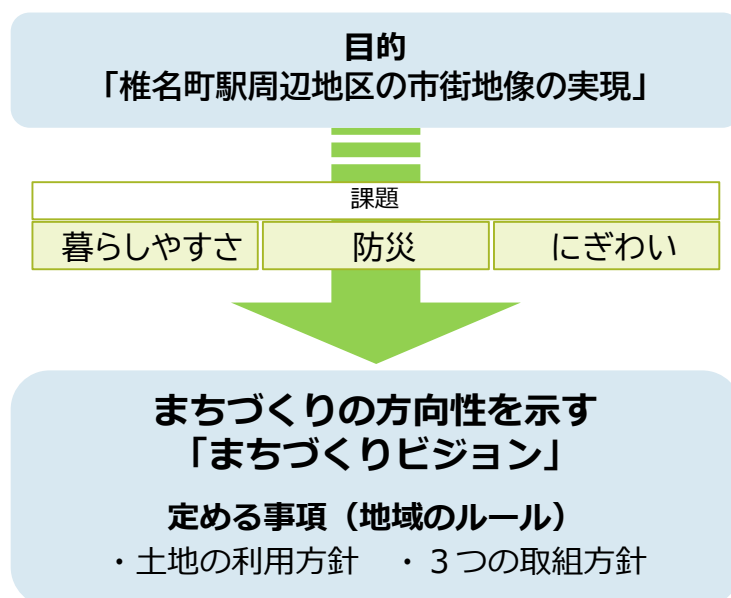 目的
「椎名町駅周辺地区の市街地像の実現」
課題
暮らしやすさ 防災 にぎわい
まちづくりの方向性を示す
「まちづくりビジョン」
定める事項（地域のルール）
・土地の利用方針 ・３つの取組方針